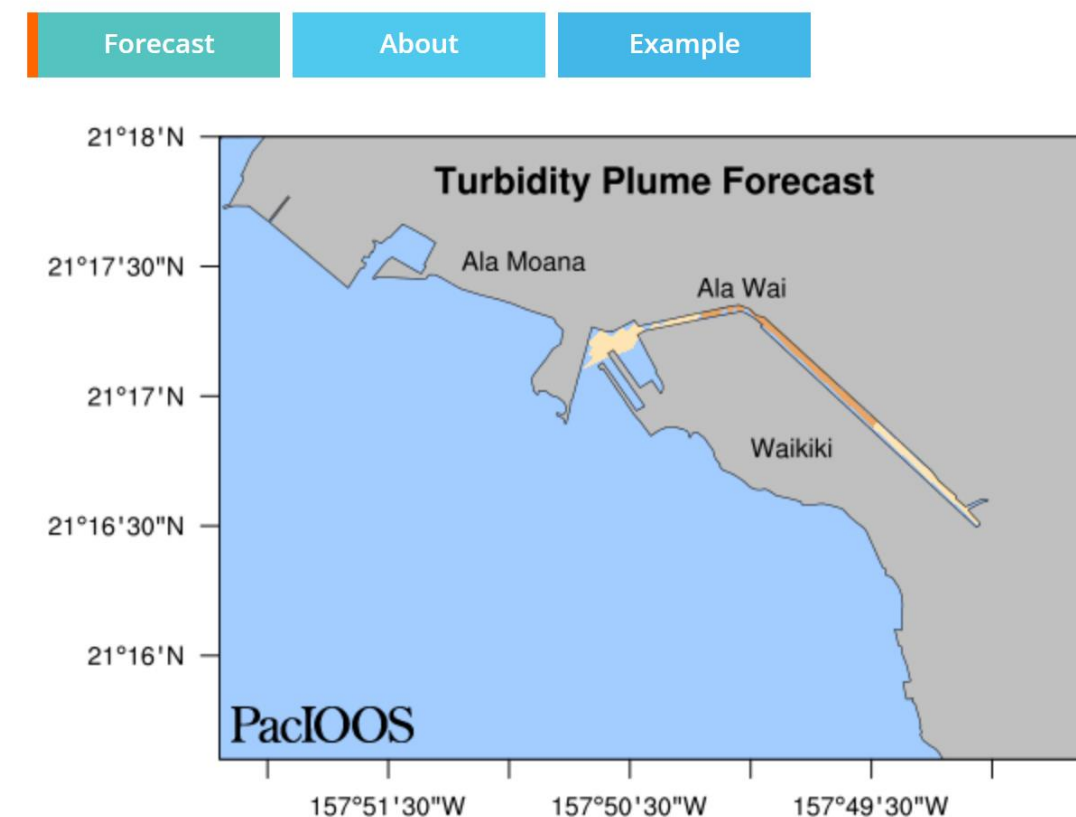 Forecast
About
Example
21°18'N
Turbidity Plume Forecast
21°17'30"N
Ala Moana
Ala Wai
21°17'N
Waikiki
21°16'30"N
21°16'N
PacIOOS
157°51'30"W
157°50'30"W
157°49'30"W